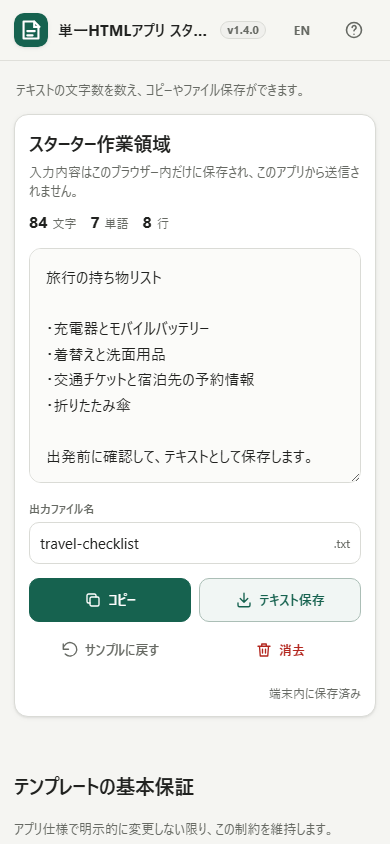 単一HTMLアプリ スタ... v1.4.0 EN
テキストの文字数を数え、コピーやファイル保存ができます。
スターター作業領域
入力内容はこのブラウザー内だけに保存され、このアプリから送信さ
れません。
84 文字 7 単語 8 行
旅行の持ち物リスト
・充電器とモバイルバッテリー
・着替えと洗面用品
・交通チケットと宿泊先の予約情報
・折りたたみ傘
出発前に確認して、テキストとして保存します。
出力ファイル名
travel-checklist .txt
コピー テキスト保存
サンプルに戻す 消去
端末内に保存済み
テンプレートの基本保証
アプリ仕様で明示的に変更しない限り、この制約を維持します。